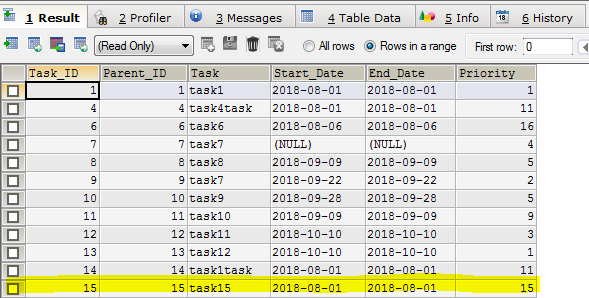 1 Result 2 Profiler 3 Messages 4 Table Data 5 Info 6 History
(Read Only) All rows Rows in a range First row: 0
Task_ID Parent_ID Task Start_Date End_Date Priority
1 1 task1 2018-08-01 2018-08-01 1
4 4 task4task 2018-08-01 2018-08-01 11
6 6 task6 2018-08-06 2018-08-06 16
7 7 task7 (NULL) (NULL) 4
8 8 task8 2018-09-09 2018-09-09 5
9 9 task7 2018-09-22 2018-09-22 2
10 10 task9 2018-09-28 2018-09-28 5
11 11 task10 2018-09-09 2018-09-09 9
12 12 task11 2018-10-10 2018-10-10 3
13 13 task12 2018-10-10 2018-10-10 1
14 14 task1task 2018-08-01 2018-08-01 11
15 15 task15 2018-08-01 2018-08-01 15